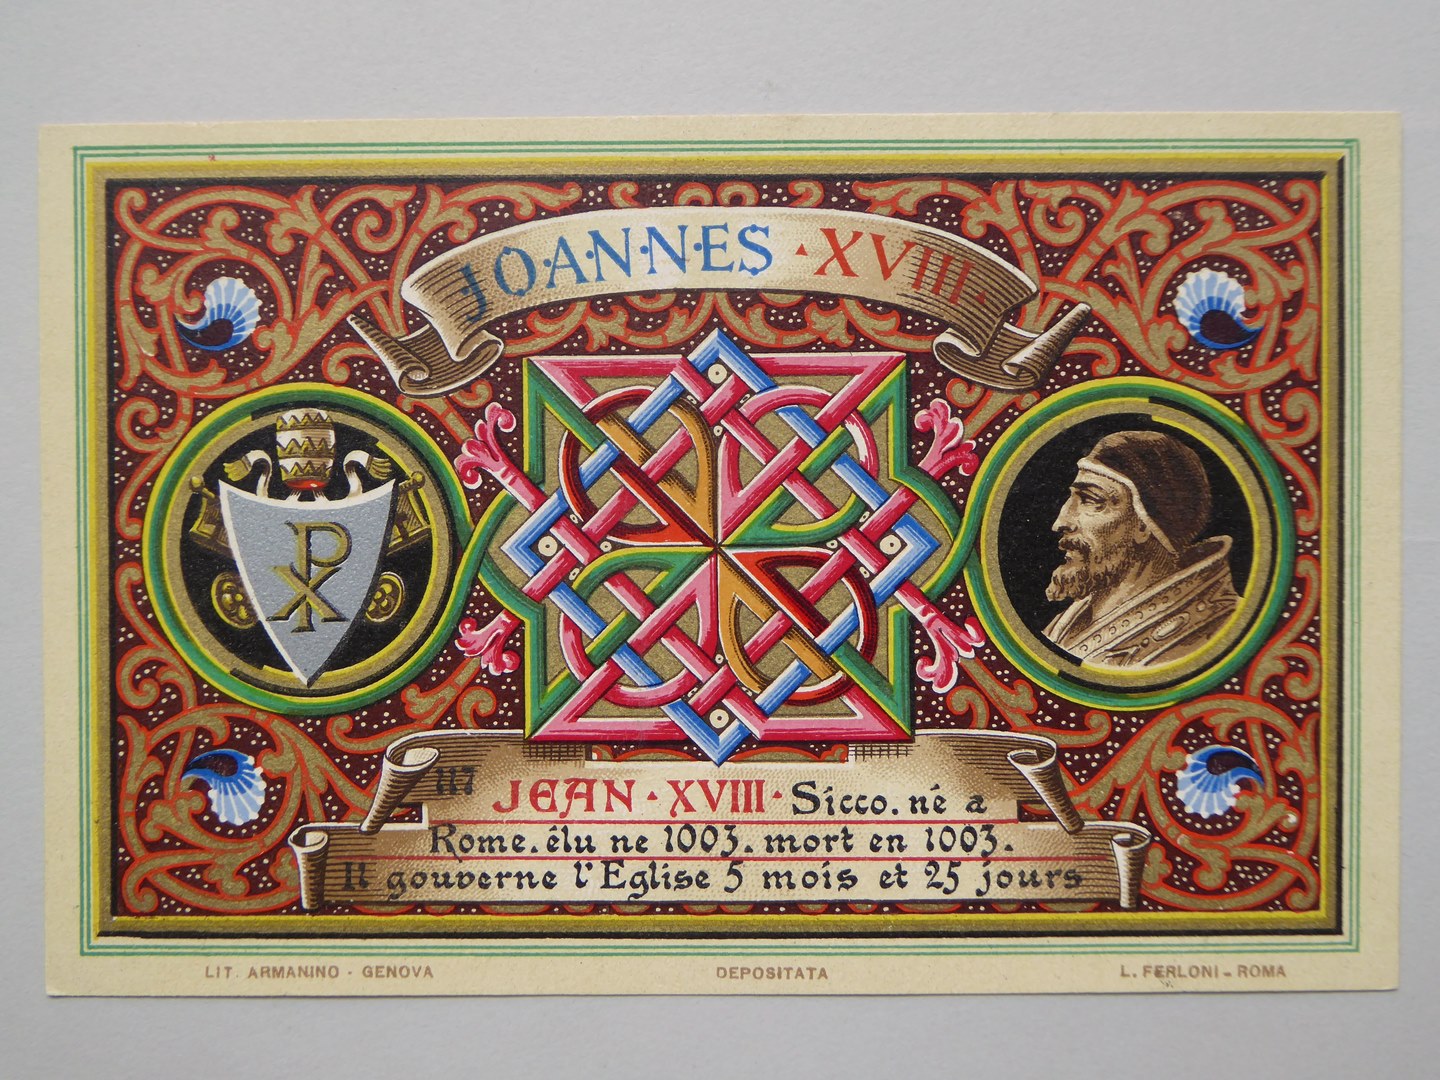 JOANNES · XVIII ·
PX
117 JEAN · XVIII · Sicco. né a
Rome. élu ne 1003. mort en 1003.
Il gouverne l'Eglise 5 mois et 25 jours
LIT. ARMANINO - GENOVA
DEPOSITATA
L. FERLONI - ROMA